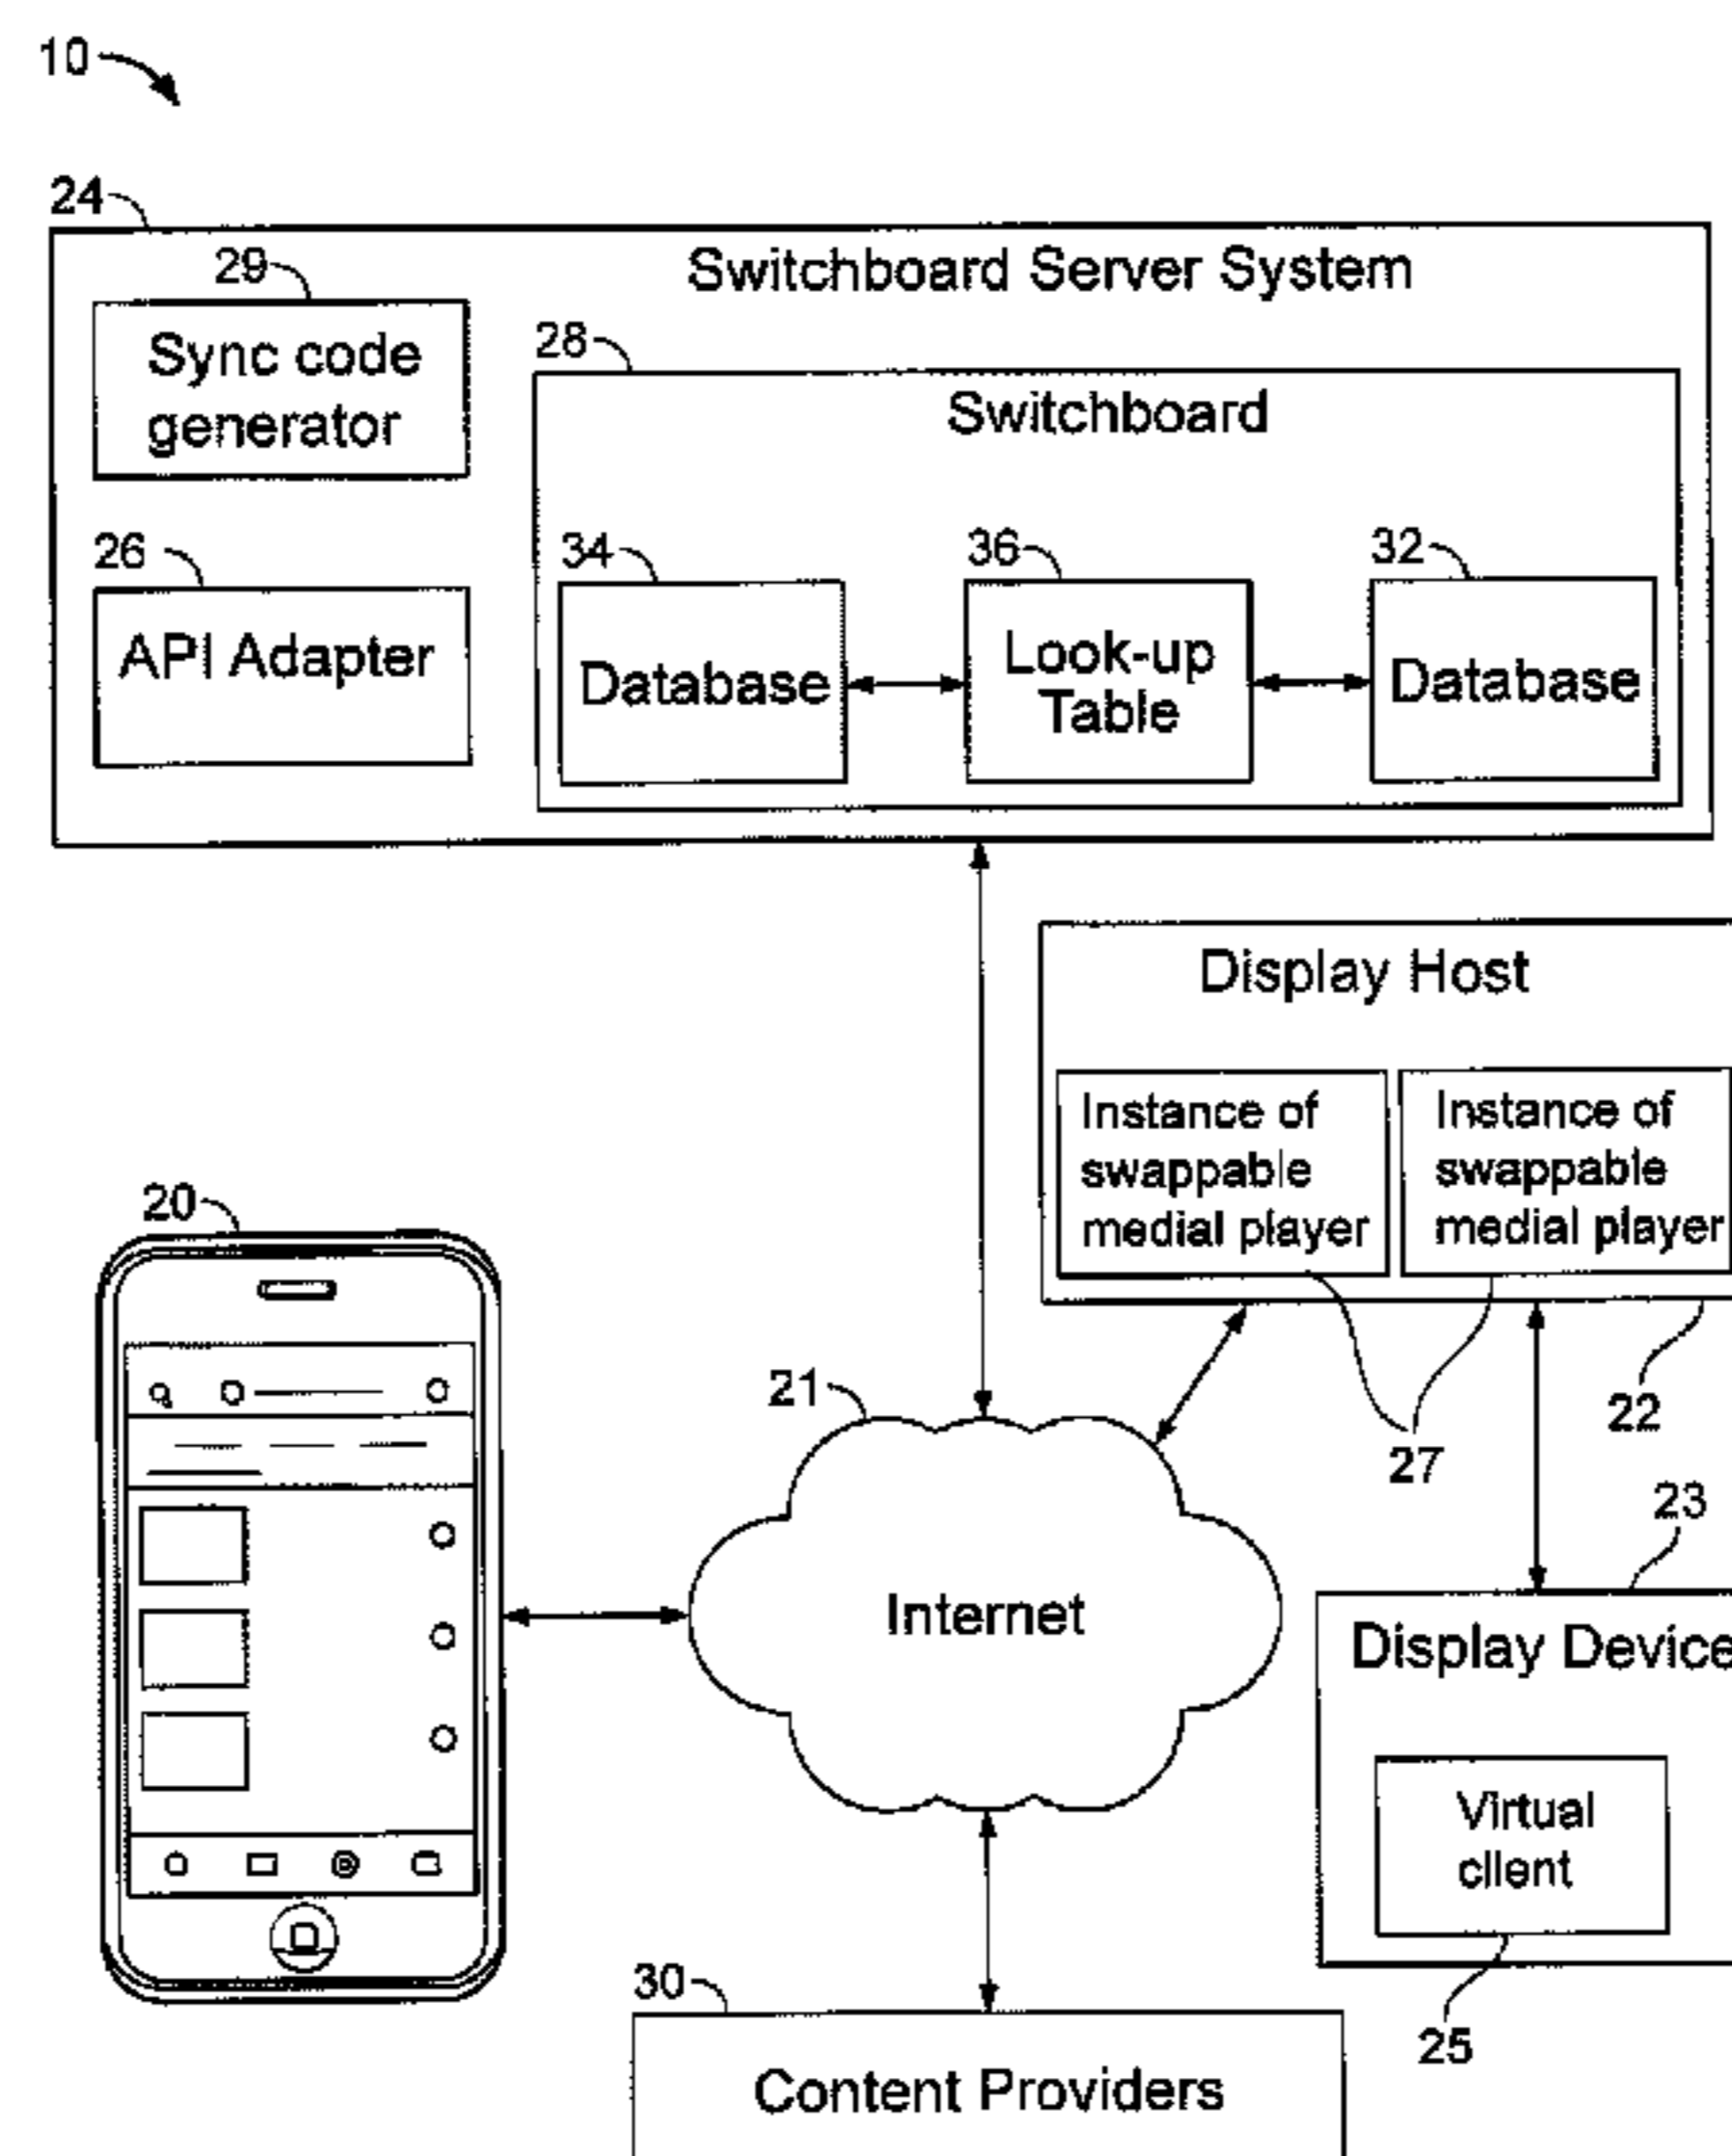 10
24
Switchboard Server System
29
Sync code
generator
28
Switchboard
26
API Adapter
34
Database
36
Look-up
Table
32
Database
Display Host
Instance of
swappable
medial player
Instance of
swappable
medial player
20
21
27
22
23
Internet
Display Device
Virtual
client
25
30
Content Providers